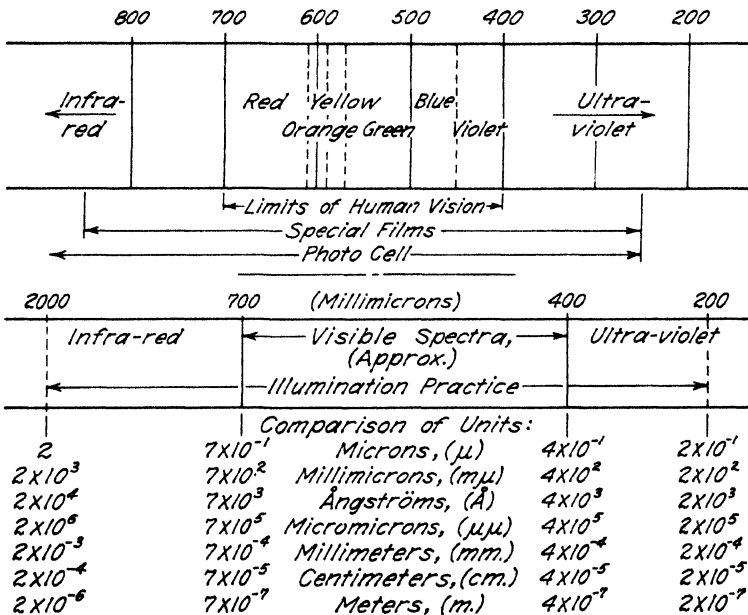 800 700 600 500 400 300 200
Infra-red Red Yellow Blue Ultra-violet
Orange Green Violet
Limits of Human Vision
Special Films
Photo Cell
2000 700 (Millimicrons) 400 200
Infra-red Visible Spectra, (Approx.) Ultra-violet
Illumination Practice
Comparison of Units:
2 7X10⁻¹ Microns, (μ) 4X10⁻¹ 2X10⁻¹
2X10³ 7X10² Millimicrons, (mμ) 4X10² 2X10²
2X10⁴ 7X10³ Ångströms, (Å) 4X10³ 2X10³
2X10⁶ 7X10⁵ Micromicrons, (μμ) 4X10⁵ 2X10⁵
2X10⁻³ 7X10⁻⁴ Millimeters, (mm.) 4X10⁻⁴ 2X10⁻⁴
2X10⁻⁴ 7X10⁻⁵ Centimeters, (cm.) 4X10⁻⁵ 2X10⁻⁵
2X10⁻⁶ 7X10⁻⁷ Meters, (m.) 4X10⁻⁷ 2X10⁻⁷